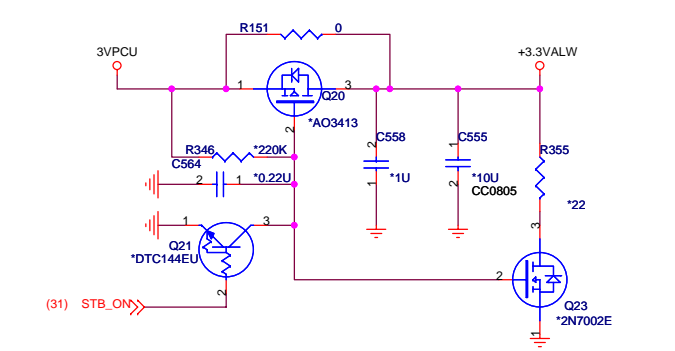 R151 0
3VPCU +3.3VALW
1 3
Q20
*AO3413
2
C558 C555
2 1
R346 *220K R355
C564
2 1 *0.22U *1U *10U
1 2 CC0805
*22
1 3 3
Q21
*DTC144EU
2 2
(31) STB_ON
Q23
*2N7002E
1